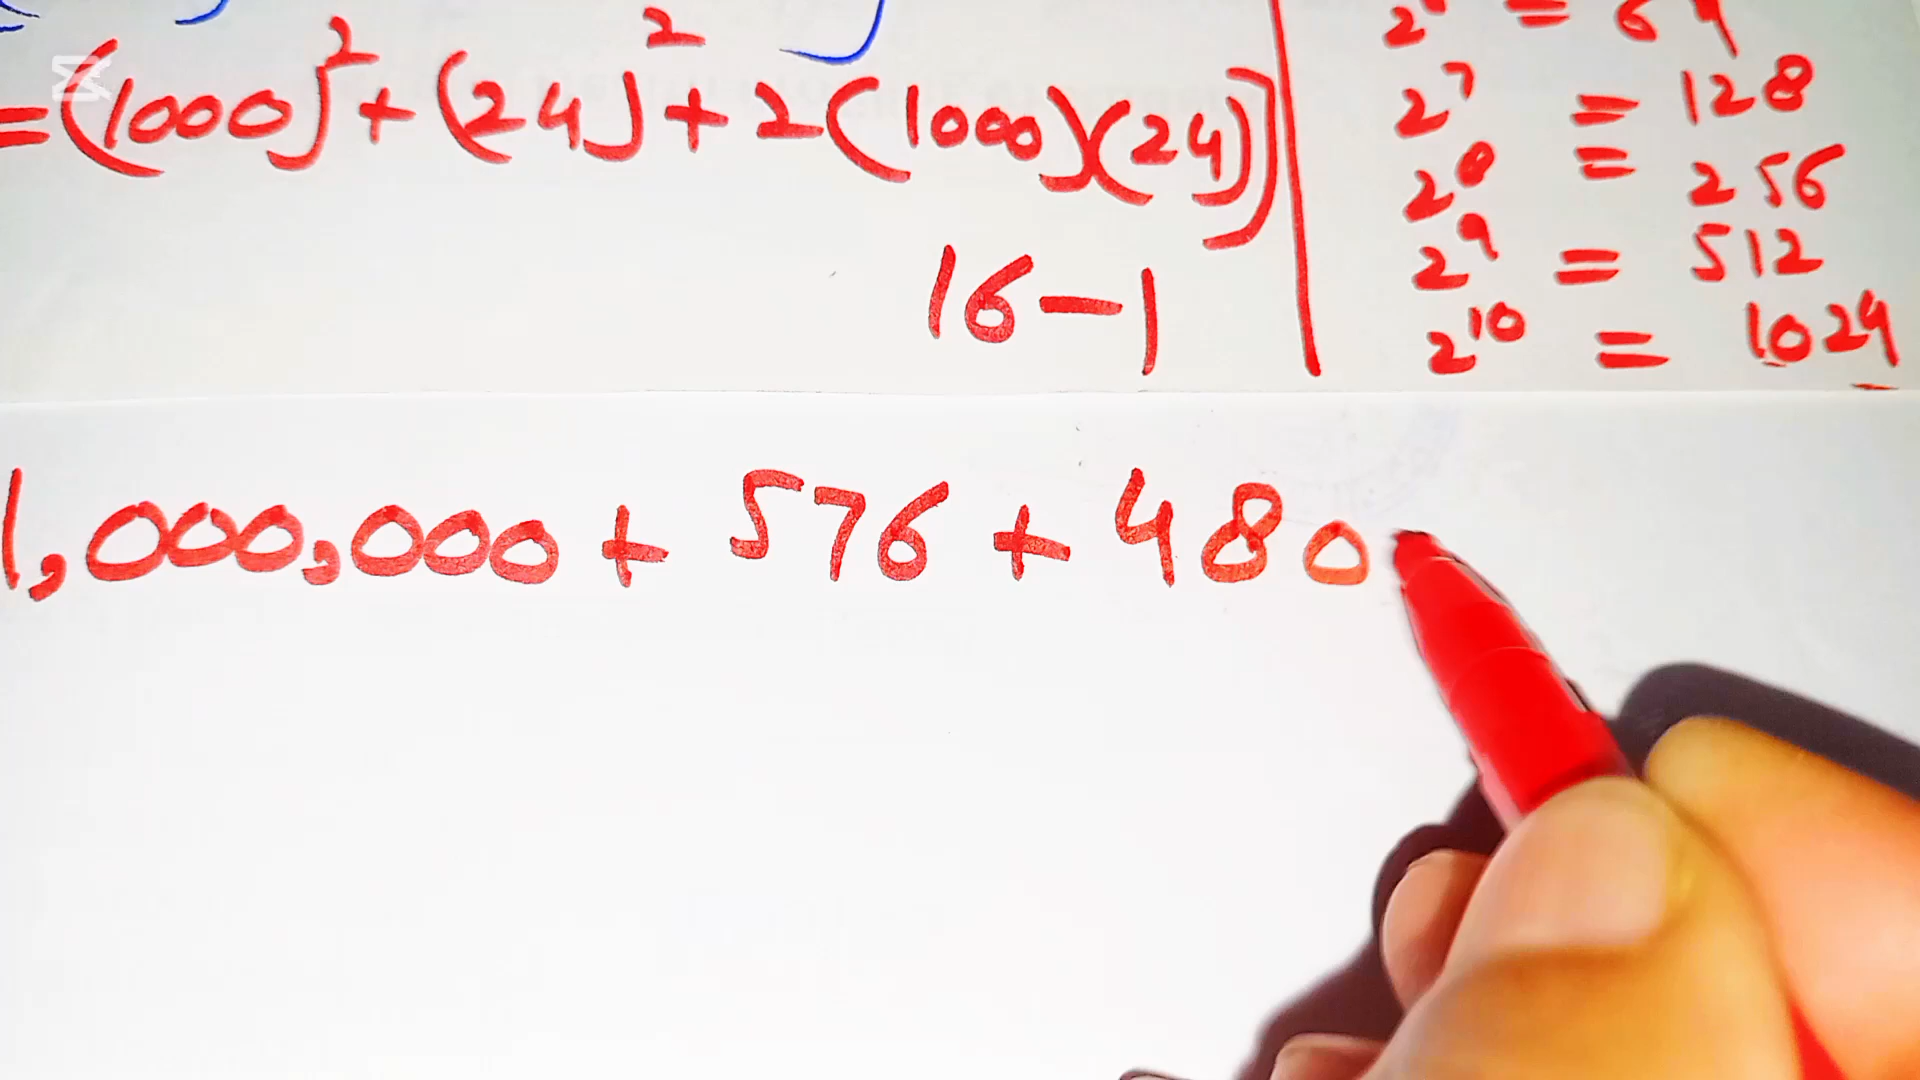 = (1000)² + (24)² + 2(1000)(24))
16 - 1
1,000,000 + 576 + 480
2⁷ = 128
2⁸ = 256
2⁹ = 512
2¹⁰ = 1024